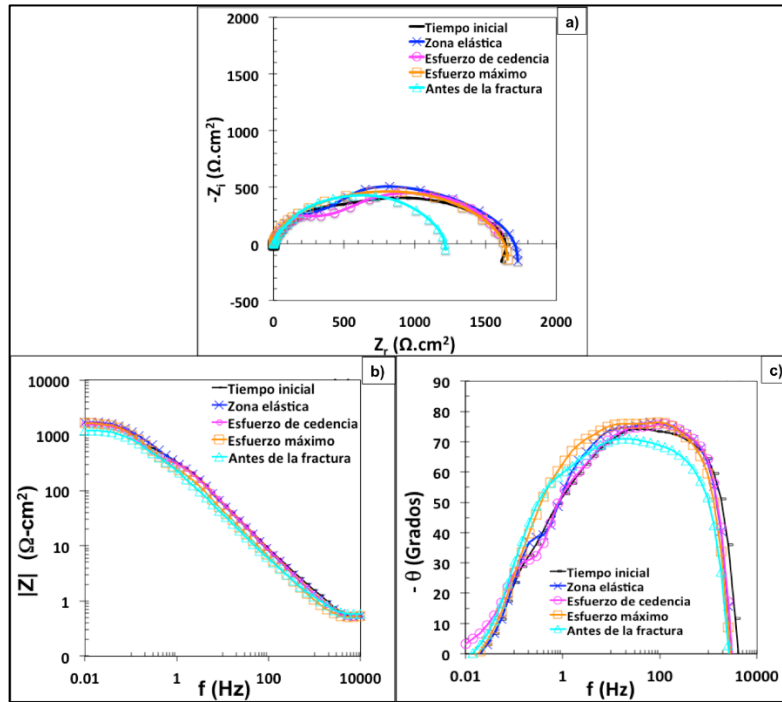 a)
2000
1500
1000
500
0
-500
-Zi (Ω.cm²)
Tiempo inicial
Zona elástica
Esfuerzo de cedencia
Esfuerzo máximo
Antes de la fractura
0 500 1000 1500 2000
Zr (Ω.cm²)
b)
10000
1000
100
10
1
0
|Z| (Ω-cm²)
Tiempo inicial
Zona elástica
Esfuerzo de cedencia
Esfuerzo máximo
Antes de la fractura
0.01 1 100 10000
f (Hz)
c)
90
80
70
60
50
40
30
20
10
0
- θ (Grados)
Tiempo inicial
Zona elástica
Esfuerzo de cedencia
Esfuerzo máximo
Antes de la fractura
0.01 1 100 10000
f (Hz)